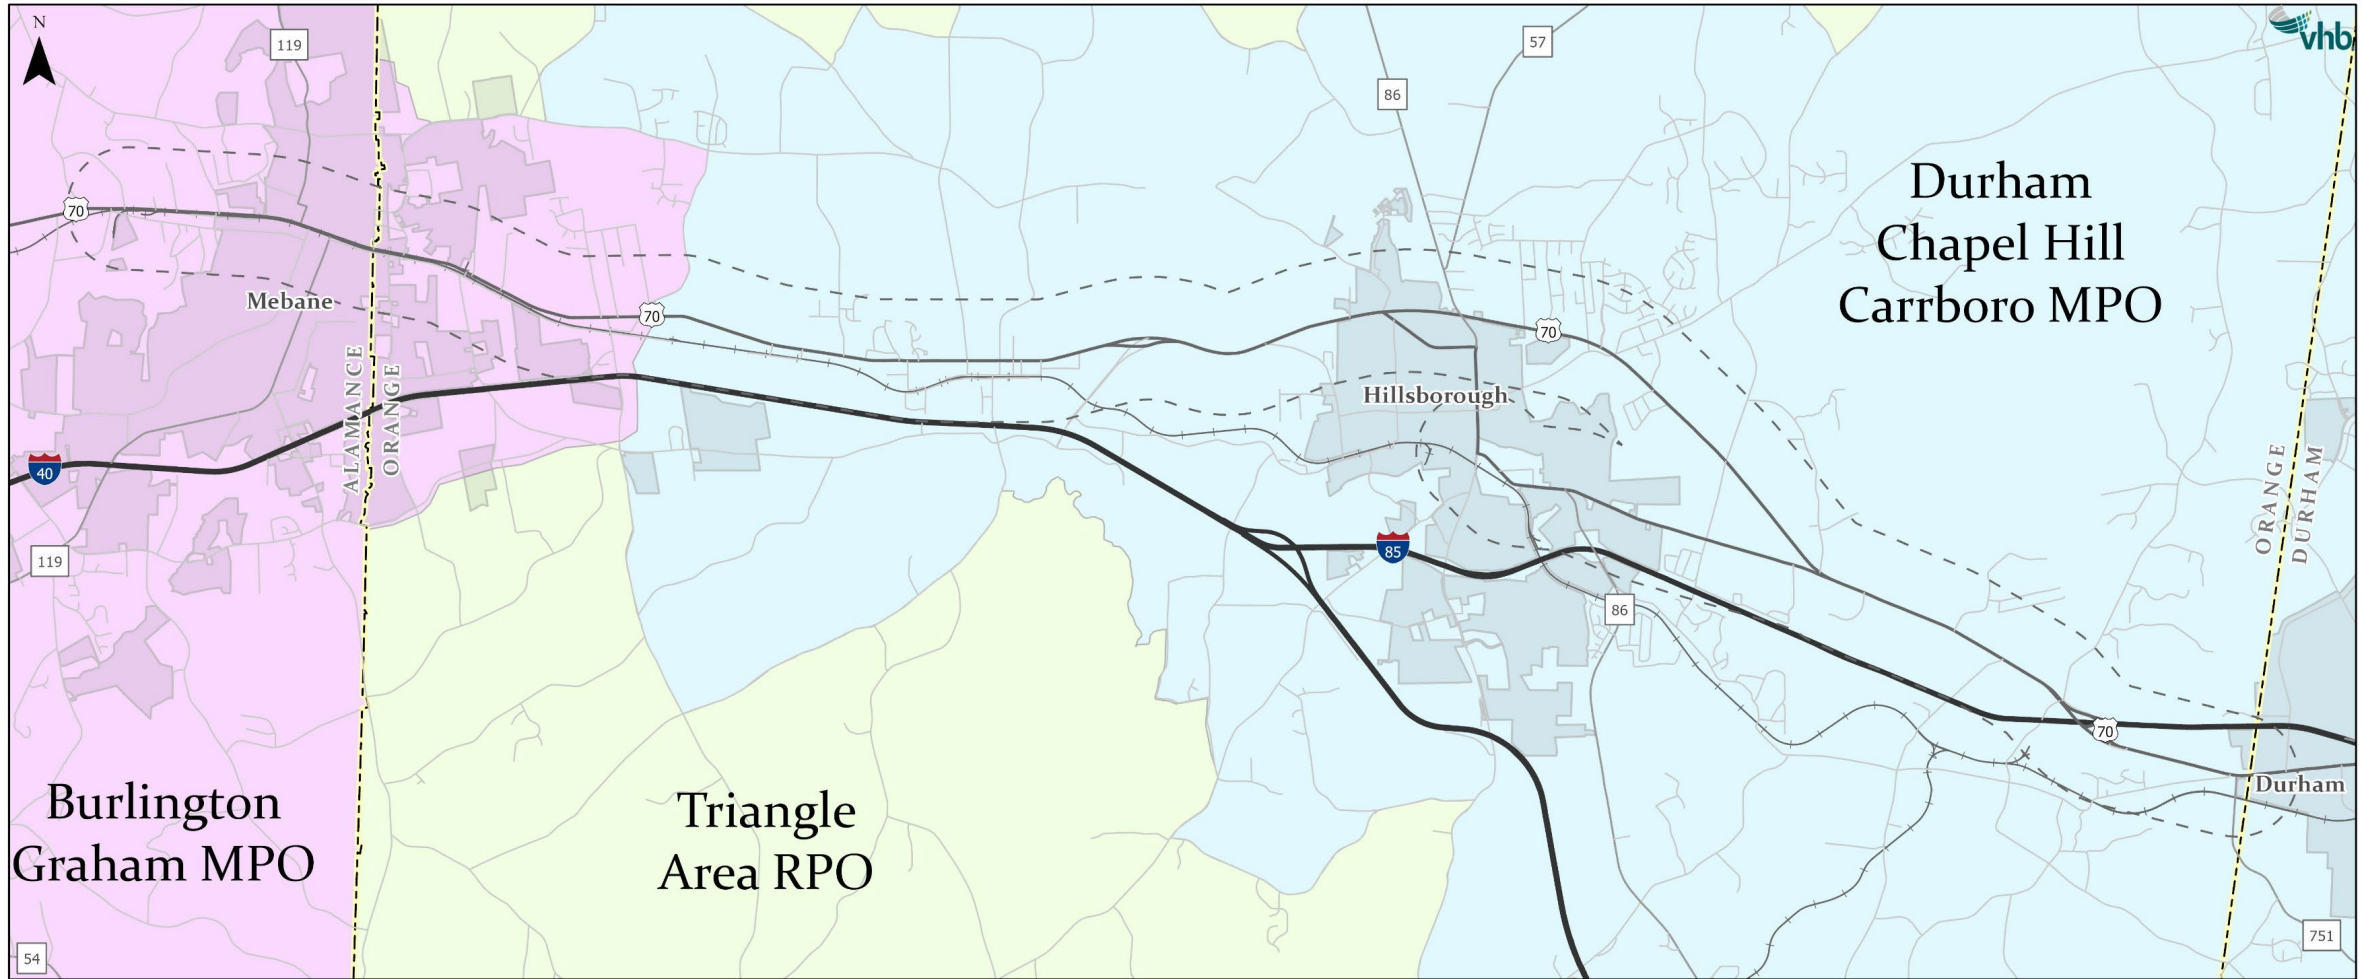 N
119
57
vhb
86
Durham
Chapel Hill
Carrboro MPO
70
Mebane
70
70
ALAMANCE
ORANGE
Hillsborough
40
ORANGE
DURHAM
85
119
86
70
Durham
Burlington
Graham MPO
Triangle
Area RPO
751
54